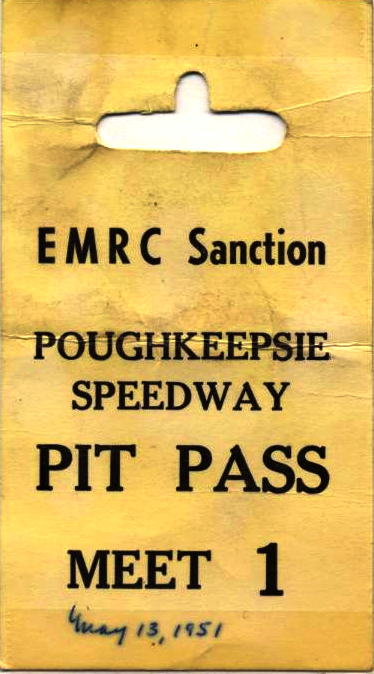 EMRC Sanction
POUGHKEEPSIE
SPEEDWAY
PIT PASS
MEET 1
May 13, 1951